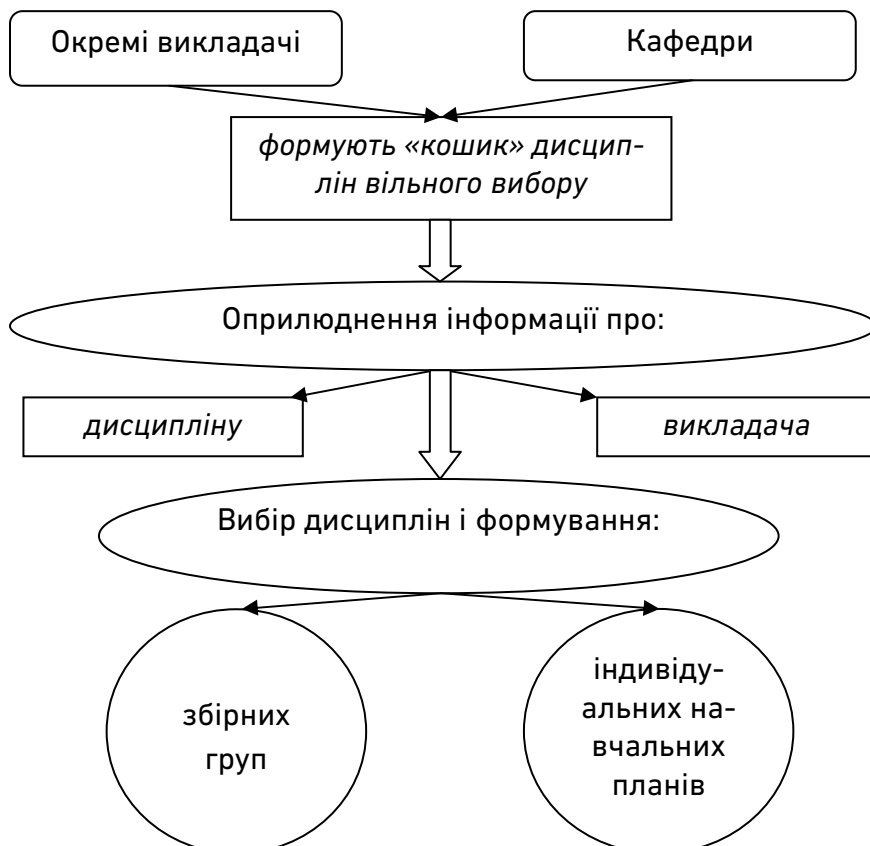 Окремі викладачі
Кафедри
формують «кошик» дисцип-
лін вільного вибору
Оприлюднення інформації про:
дисципліну
викладача
Вибір дисциплін і формування:
збірних
груп
індивіду-
альних на-
вчальних
планів